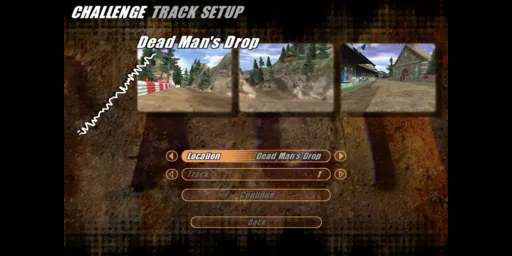 CHALLENGE TRACK SETUP
Dead Man's Drop
Location Dead Man's Drop
Track 1
Continue
Back